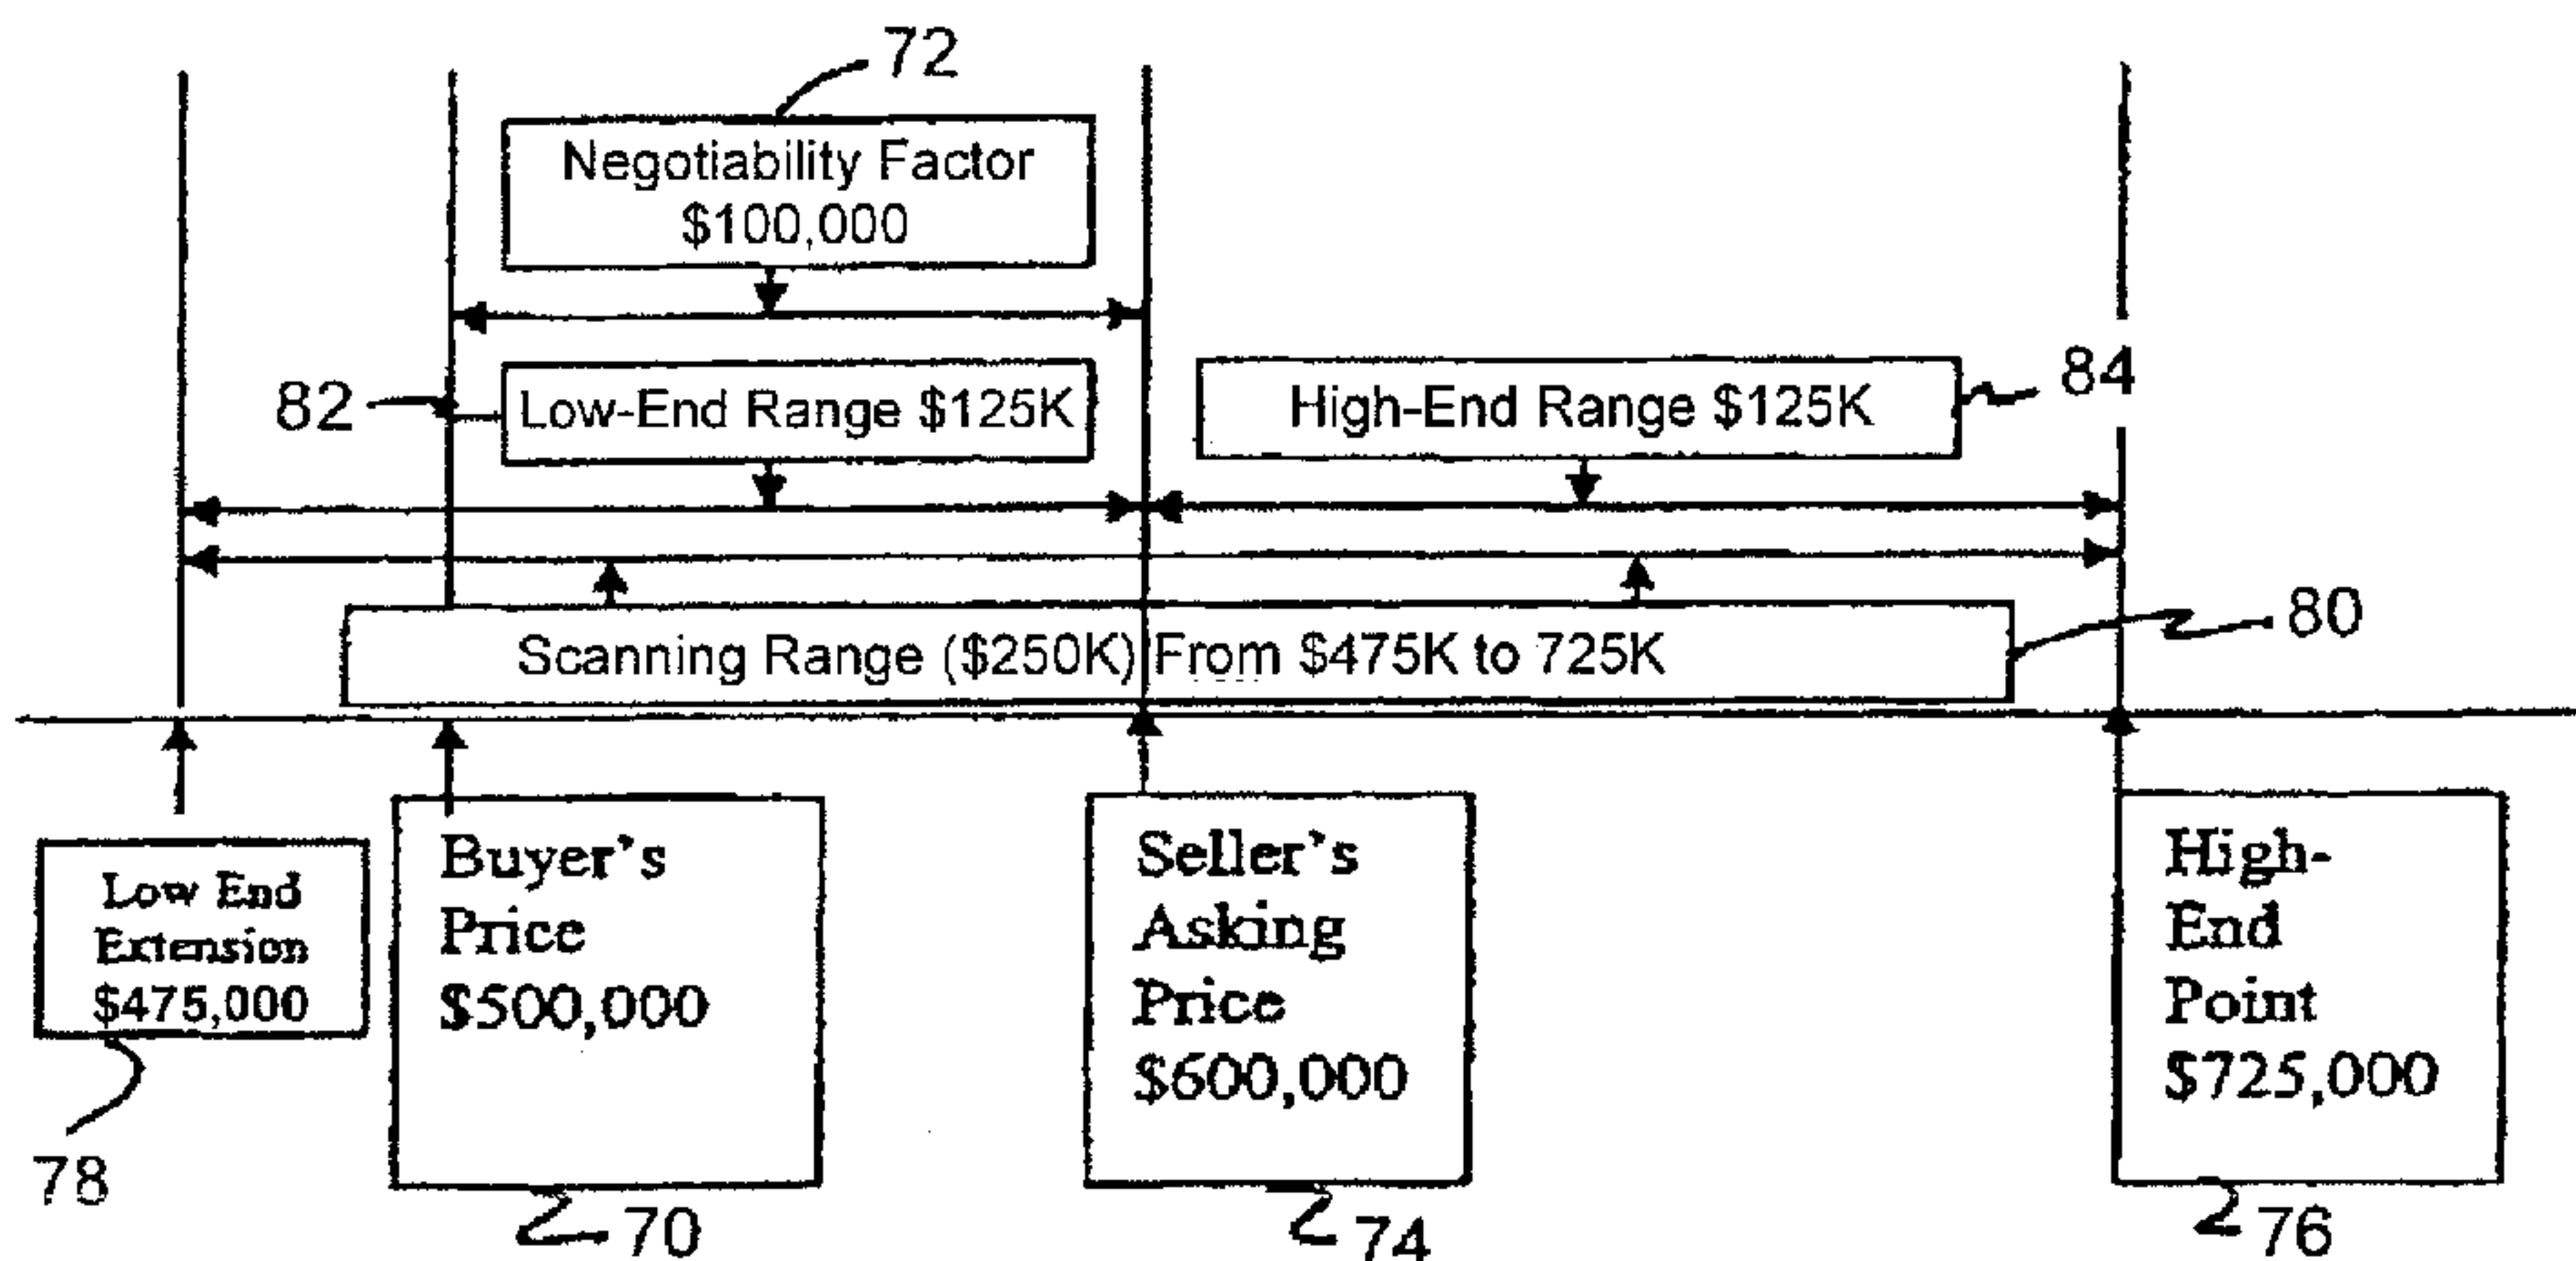 72
Negotiability Factor
$100,000
82
Low-End Range $125K
High-End Range $125K
84
Scanning Range ($250K) From $475K to 725K
80
Low End
Extension
$475,000
78
Buyer's
Price
$500,000
70
Seller's
Asking
Price
$600,000
74
High-
End
Point
$725,000
76